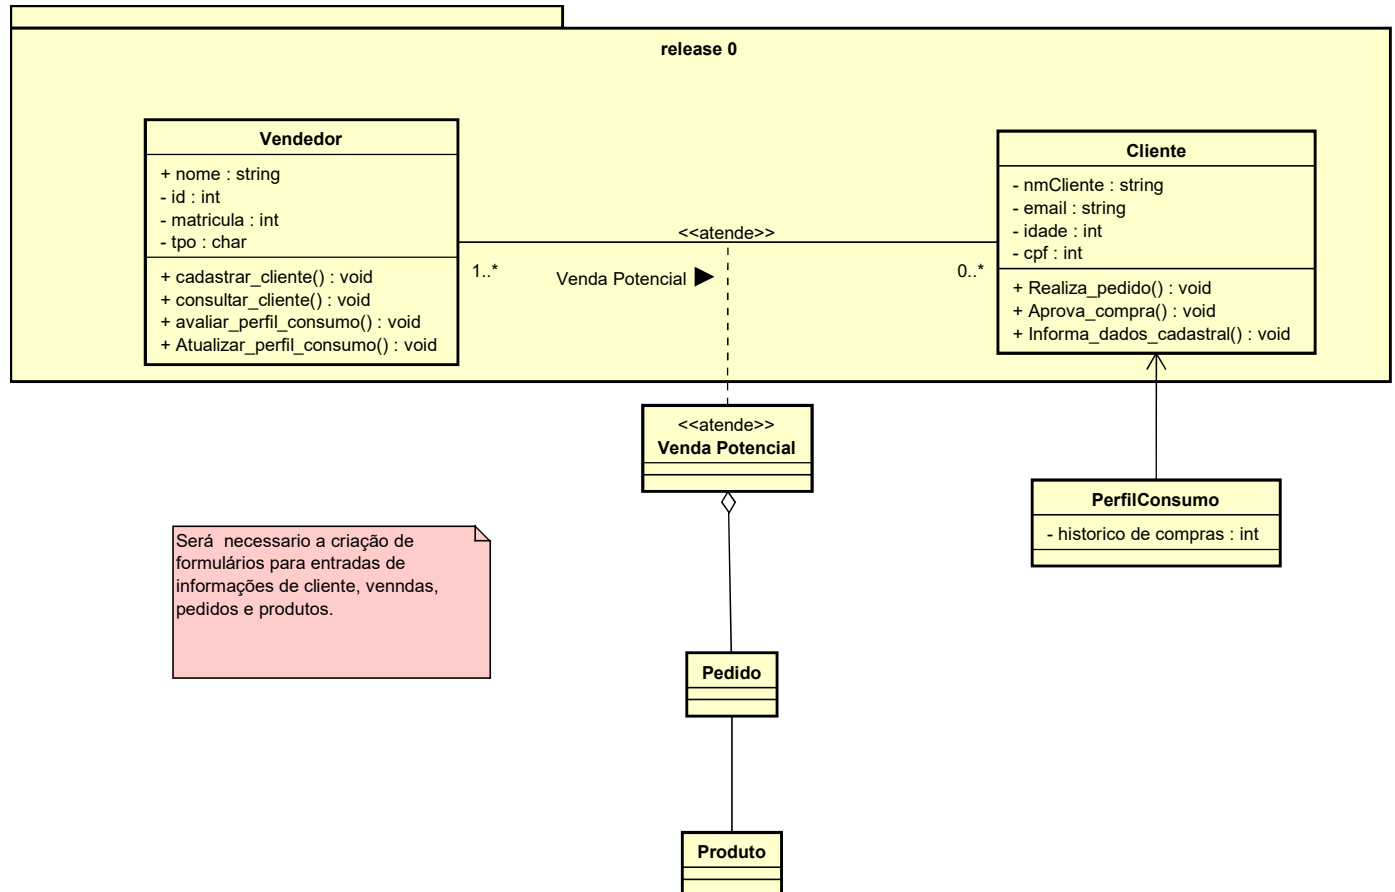 release 0
Vendedor
+ nome : string
- id : int
- matricula : int
- tpo : char
+ cadastrar_cliente() : void
+ consultar_cliente() : void
+ avaliar_perfil_consumo() : void
+ Atualizar_perfil_consumo() : void
<<atende>>
1..*
Venda Potencial
0..*
Cliente
- nmCliente : string
- email : string
- idade : int
- cpf : int
+ Realiza_pedido() : void
+ Aprova_compra() : void
+ Informa_dados_cadastral() : void
<<atende>>
Venda Potencial
PerfilConsumo
- historico de compras : int
Será  necessario a criação de
formulários para entradas de
informações de cliente, venndas,
pedidos e produtos.
Pedido
Produto